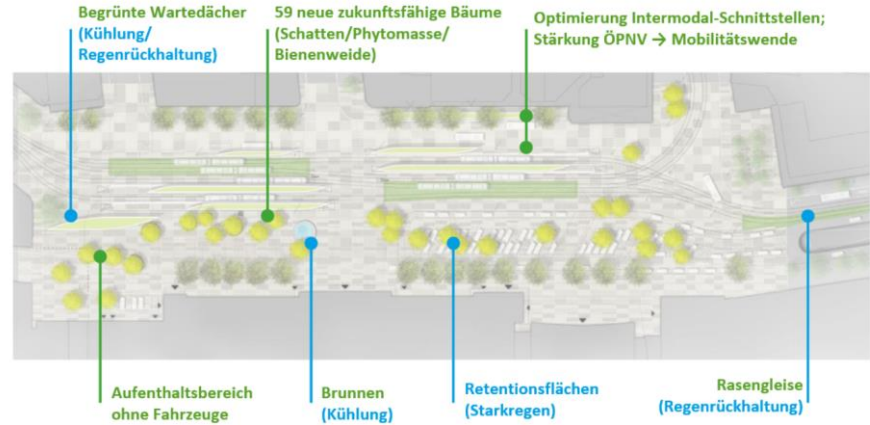 Begrünte Wartedächer
(Kühlung/
Regenrückhaltung)
59 neue zukunftsfähige Bäume
(Schatten/Phytomasse/
Bienenweide)
Optimierung Intermodal-Schnittstellen;
Stärkung ÖPNV → Mobilitätswende
Aufenthaltsbereich
ohne Fahrzeuge
Brunnen
(Kühlung)
Retentionsflächen
(Starkregen)
Rasengleise
(Regenrückhaltung)